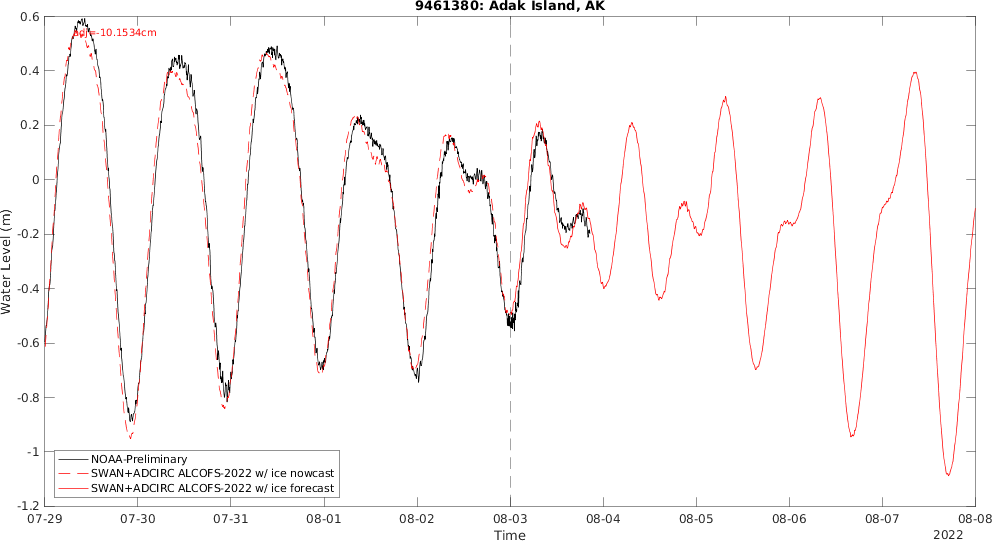 9461380: Adak Island, AK
adj=-10.1534cm
0.6
0.4
0.2
0
-0.2
-0.4
-0.6
-0.8
-1
-1.2
Water Level (m)
NOAA-Preliminary
SWAN+ADCIRC ALCOFS-2022 w/ ice nowcast
SWAN+ADCIRC ALCOFS-2022 w/ ice forecast
07-29 07-30 07-31 08-01 08-02 08-03 08-04 08-05 08-06 08-07 08-08
Time
2022